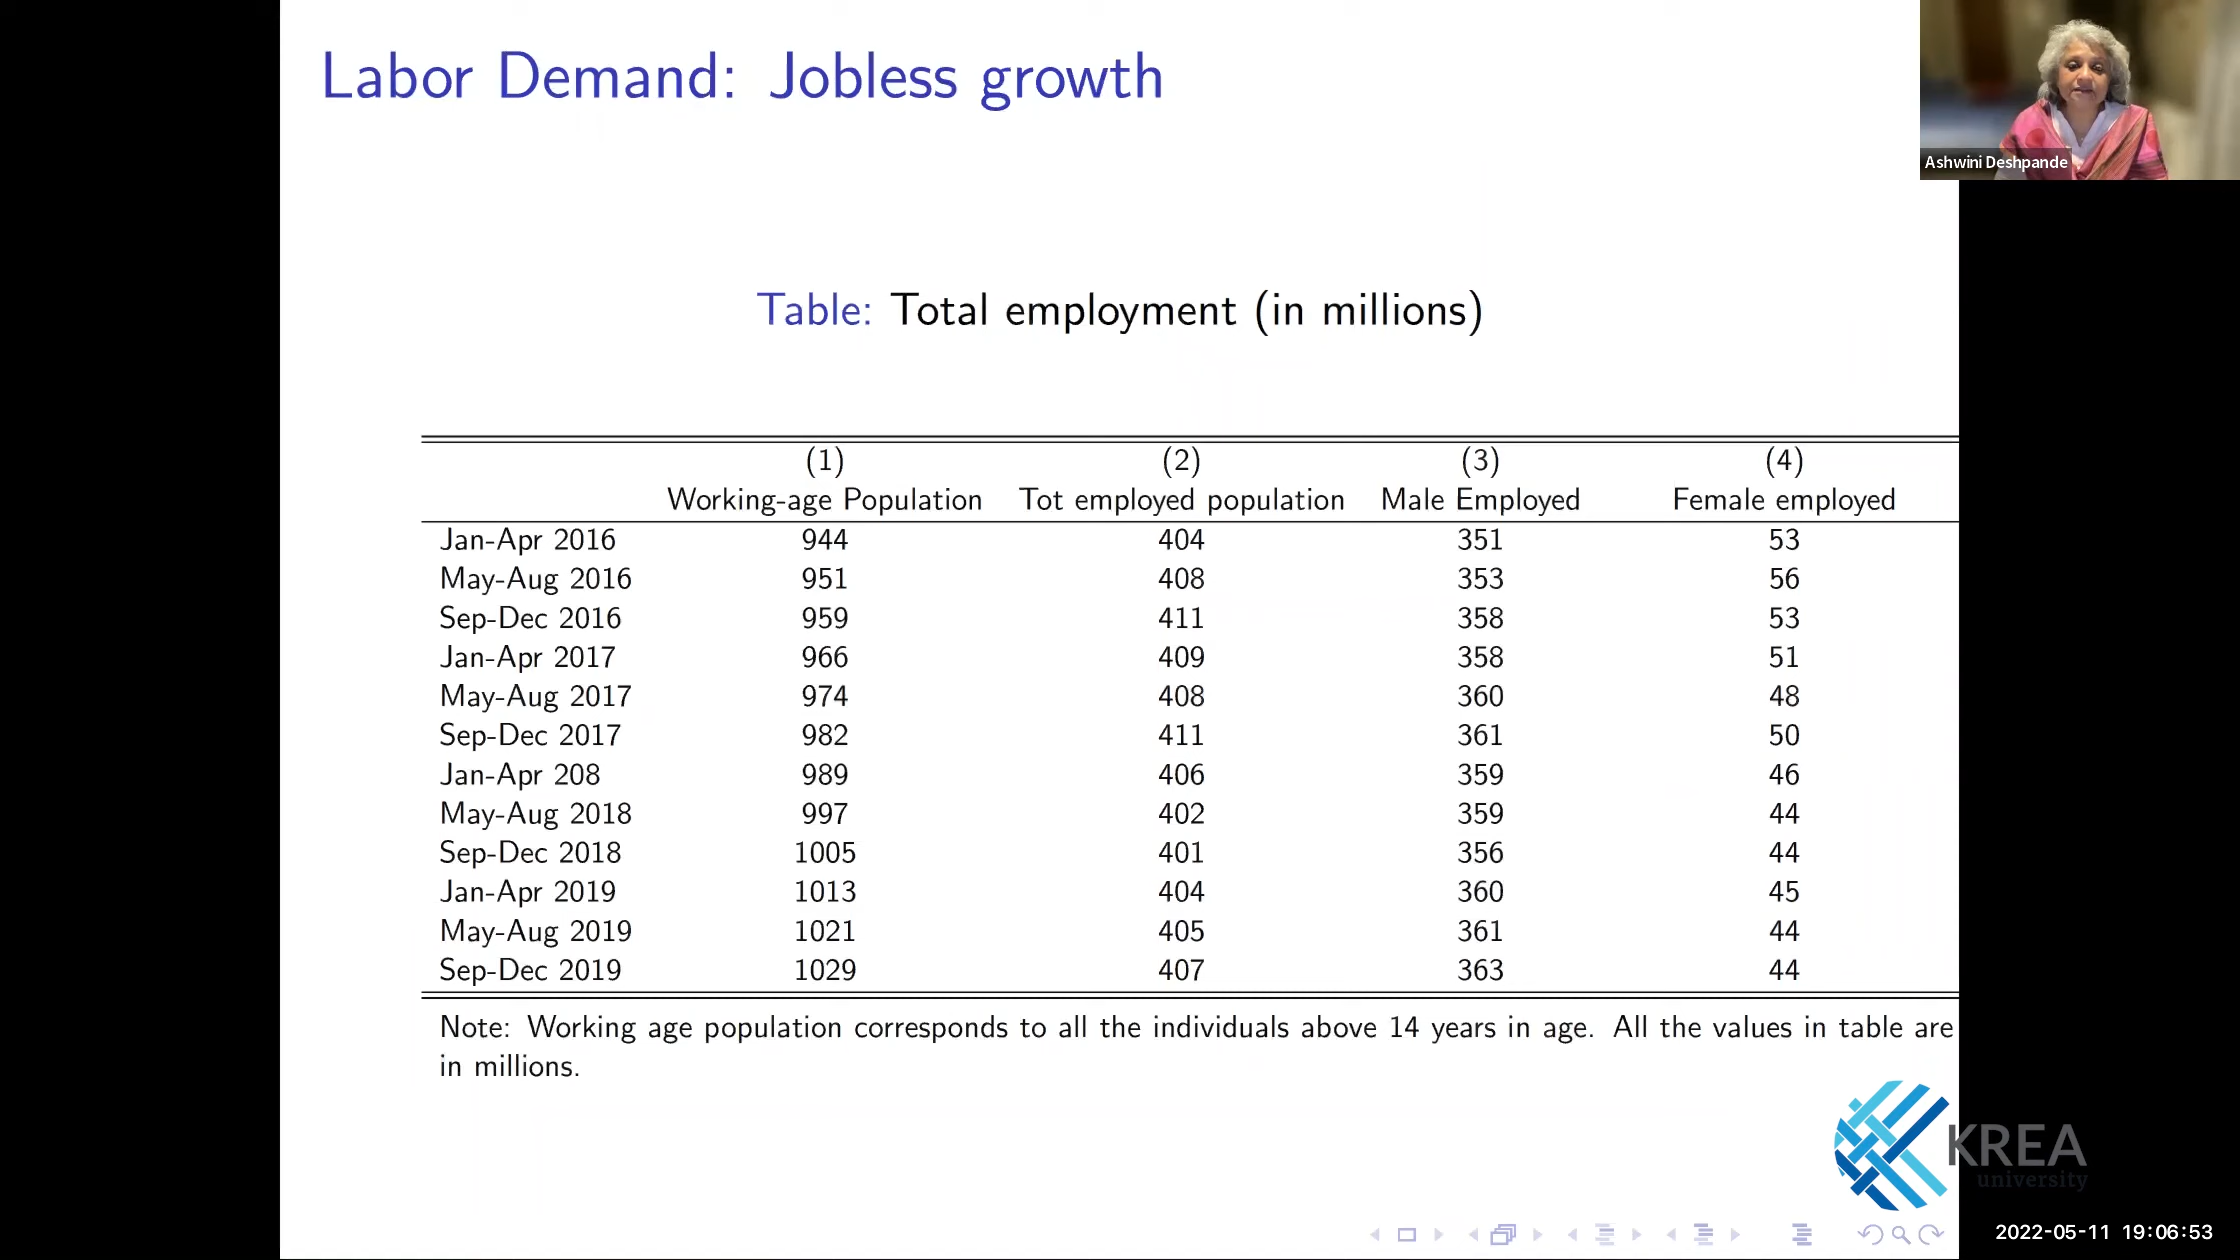 Labor Demand: Jobless growth
Ashwini Deshpande
Table: Total employment (in millions)
(1) (2) (3) (4)
Working-age Population Tot employed population Male Employed Female employed
Jan-Apr 2016 944 404 351 53
May-Aug 2016 951 408 353 56
Sep-Dec 2016 959 411 358 53
Jan-Apr 2017 966 409 358 51
May-Aug 2017 974 408 360 48
Sep-Dec 2017 982 411 361 50
Jan-Apr 208 989 406 359 46
May-Aug 2018 997 402 359 44
Sep-Dec 2018 1005 401 356 44
Jan-Apr 2019 1013 404 360 45
May-Aug 2019 1021 405 361 44
Sep-Dec 2019 1029 407 363 44
Note: Working age population corresponds to all the individuals above 14 years in age. All the values in table are
in millions.
KREA
university
2022-05-11 19:06:53